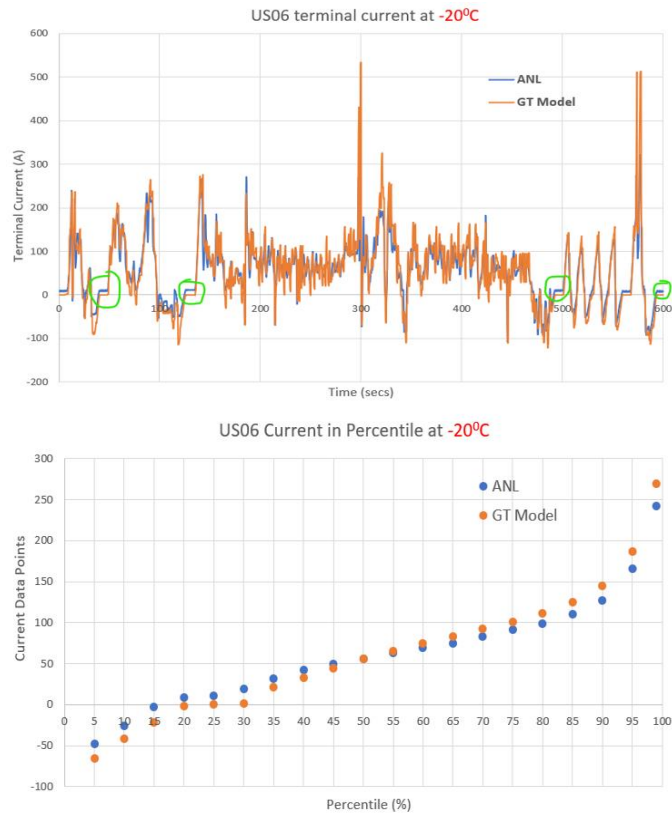 US06 terminal current at -20⁰C
600
500
400
300
200
100
0
-100
-200
Terminal Current (A)
ANL
GT Model
0
100
200
300
400
500
600
Time (secs)
US06 Current in Percentile at -20⁰C
300
250
200
150
100
50
0
-50
-100
Current Data Points
ANL
GT Model
0 5 10 15 20 25 30 35 40 45 50 55 60 65 70 75 80 85 90 95 100
Percentile (%)